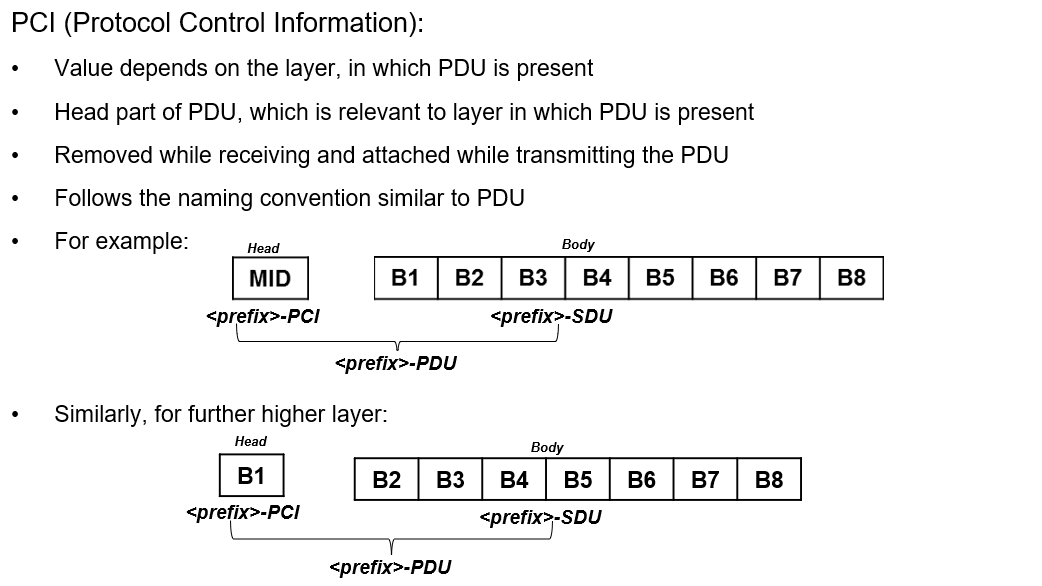 PCI (Protocol Control Information):
• Value depends on the layer, in which PDU is present
• Head part of PDU, which is relevant to layer in which PDU is present
• Removed while receiving and attached while transmitting the PDU
• Follows the naming convention similar to PDU
• For example:
Head Body
MID B1 B2 B3 B4 B5 B6 B7 B8
<prefix>-PCI <prefix>-SDU
<prefix>-PDU
• Similarly, for further higher layer:
Head Body
B1 B2 B3 B4 B5 B6 B7 B8
<prefix>-PCI <prefix>-SDU
<prefix>-PDU